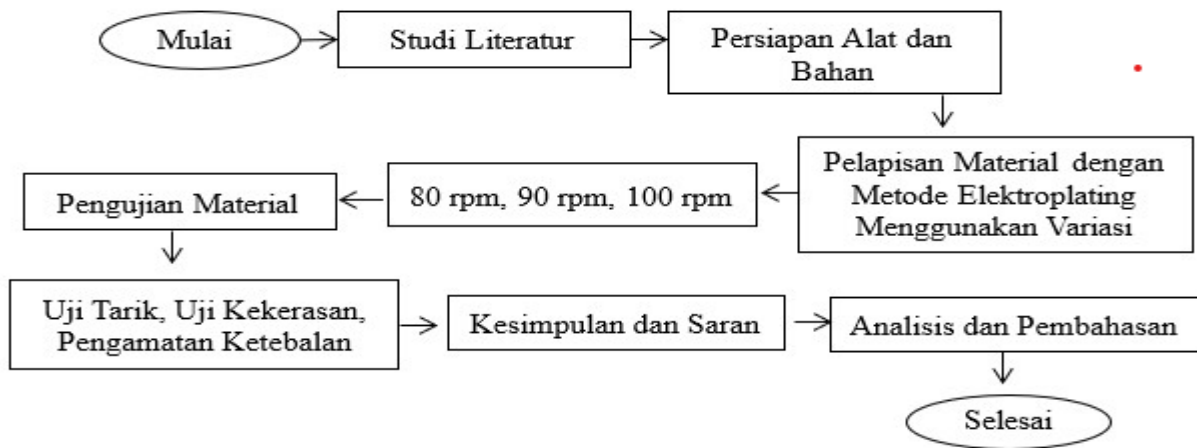 Mulai
Studi Literatur
Persiapan Alat dan
Bahan
Pelapisan Material dengan
Metode Elektroplating
Menggunakan Variasi
80 rpm, 90 rpm, 100 rpm
Pengujian Material
Uji Tarik, Uji Kekerasan,
Pengamatan Ketebalan
Kesimpulan dan Saran
Analisis dan Pembahasan
Selesai